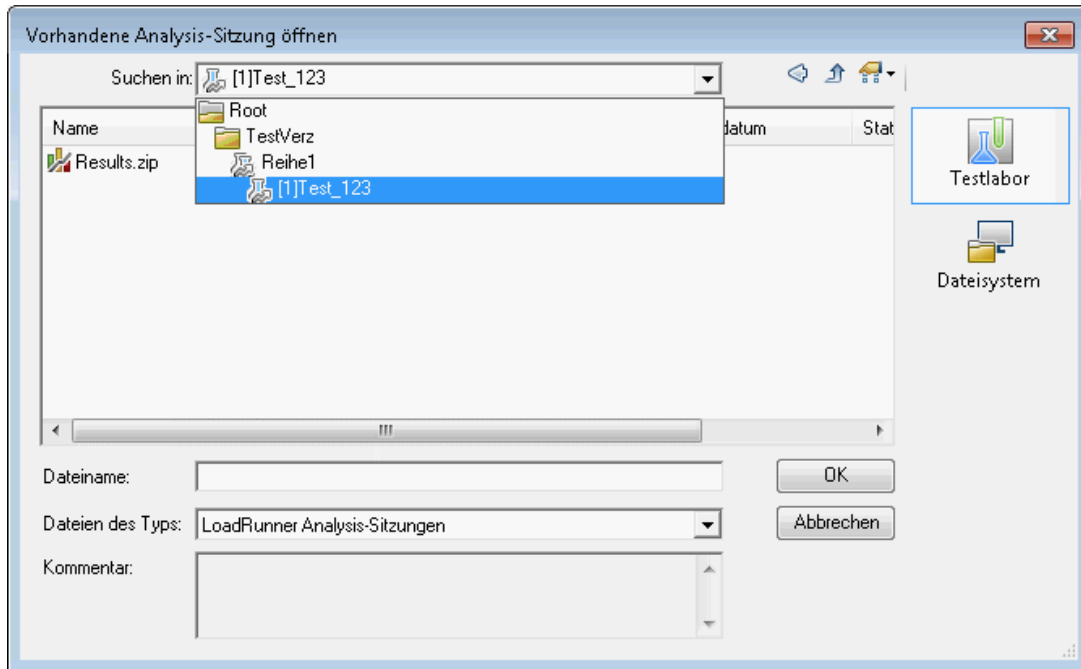 Vorhandene Analysis-Sitzung öffnen
Suchen in: [1]Test_123
Root
TestVerz
Reihe1
[1]Test_123
Name datum Stat
Results.zip
Testlabor
Dateisystem
Dateiname: OK
Dateien des Typs: LoadRunner Analysis-Sitzungen Abbrechen
Kommentar: